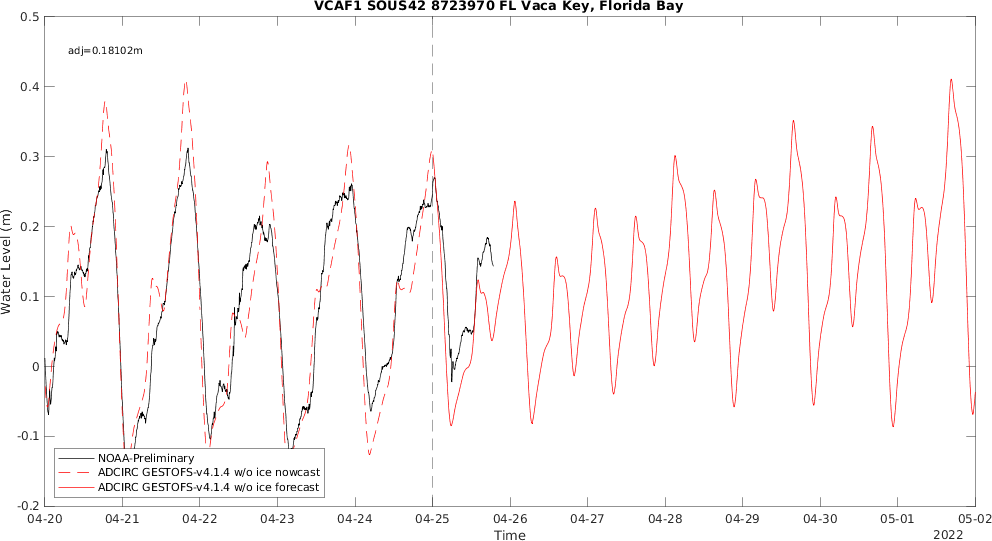 VCAF1 SOUS42 8723970 FL Vaca Key, Florida Bay
adj=0.18102m
Water Level (m)
0.5
0.4
0.3
0.2
0.1
0
-0.1
-0.2
NOAA-Preliminary
ADCIRC GESTOFS-v4.1.4 w/o ice nowcast
ADCIRC GESTOFS-v4.1.4 w/o ice forecast
04-20 04-21 04-22 04-23 04-24 04-25 04-26 04-27 04-28 04-29 04-30 05-01 05-02
Time
2022